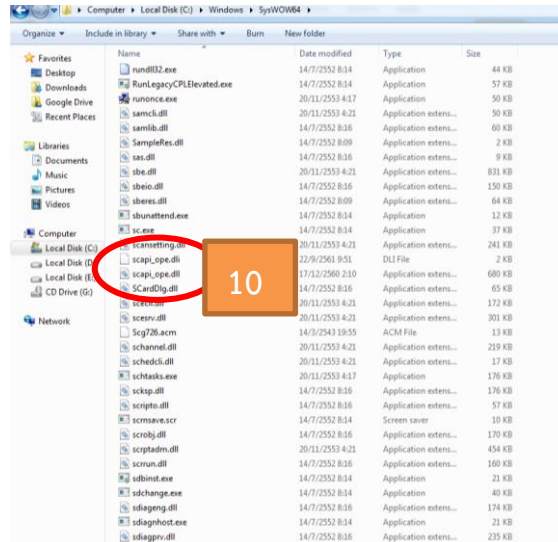 Computer ▸ Local Disk (C:) ▸ Windows ▸ SysWOW64 ▸
Organize ▾ Include in library ▾ Share with ▾ Burn New folder
Name Date modified Type Size
Favorites
Desktop
Downloads
Google Drive
Recent Places
Libraries
Documents
Music
Pictures
Videos
Computer
Local Disk (C:)
Local Disk (D
Local Disk (E:)
CD Drive (G:)
Network
rundll32.exe 14/7/2552 8:14 Application 44 KB
RunLegacyCPLElevated.exe 14/7/2552 8:14 Application 57 KB
runonce.exe 20/11/2553 4:17 Application 50 KB
samcli.dll 20/11/2553 4:21 Application extens... 50 KB
samlib.dll 14/7/2552 8:16 Application extens... 60 KB
SampleRes.dll 14/7/2552 8:09 Application extens... 2 KB
sas.dll 14/7/2552 8:16 Application extens... 9 KB
sbe.dll 20/11/2553 4:21 Application extens... 831 KB
sbeio.dll 14/7/2552 8:16 Application extens... 150 KB
sberes.dll 14/7/2552 8:09 Application extens... 64 KB
sbunattend.exe 14/7/2552 8:14 Application 12 KB
sc.exe 14/7/2552 8:14 Application 37 KB
scansetting.dll 20/11/2553 4:21 Application extens... 241 KB
scapi_ope.dli 22/9/2561 9:51 DLI File 2 KB
scapi_ope.dll 17/12/2560 2:10 Application extens... 680 KB
SCardDlg.dll 14/7/2552 8:16 Application extens... 65 KB
scecli.dll 20/11/2553 4:21 Application extens... 172 KB
scesrv.dll 20/11/2553 4:21 Application extens... 301 KB
Scg726.acm 14/3/2543 19:55 ACM File 13 KB
schannel.dll 20/11/2553 4:21 Application extens... 219 KB
schedcli.dll 20/11/2553 4:21 Application extens... 17 KB
schtasks.exe 20/11/2553 4:17 Application 176 KB
scksp.dll 14/7/2552 8:16 Application extens... 176 KB
scripto.dll 14/7/2552 8:16 Application extens... 57 KB
scrnsave.scr 14/7/2552 8:14 Screen saver 10 KB
scrobj.dll 14/7/2552 8:16 Application extens... 170 KB
scrptadm.dll 20/11/2553 4:21 Application extens... 454 KB
scrrun.dll 14/7/2552 8:16 Application extens... 160 KB
sdbinst.exe 14/7/2552 8:14 Application 21 KB
sdchange.exe 14/7/2552 8:14 Application 40 KB
sdiageng.dll 14/7/2552 8:16 Application extens... 174 KB
sdiagnhost.exe 14/7/2552 8:14 Application 21 KB
sdiagprv.dll 14/7/2552 8:16 Application extens... 235 KB
10